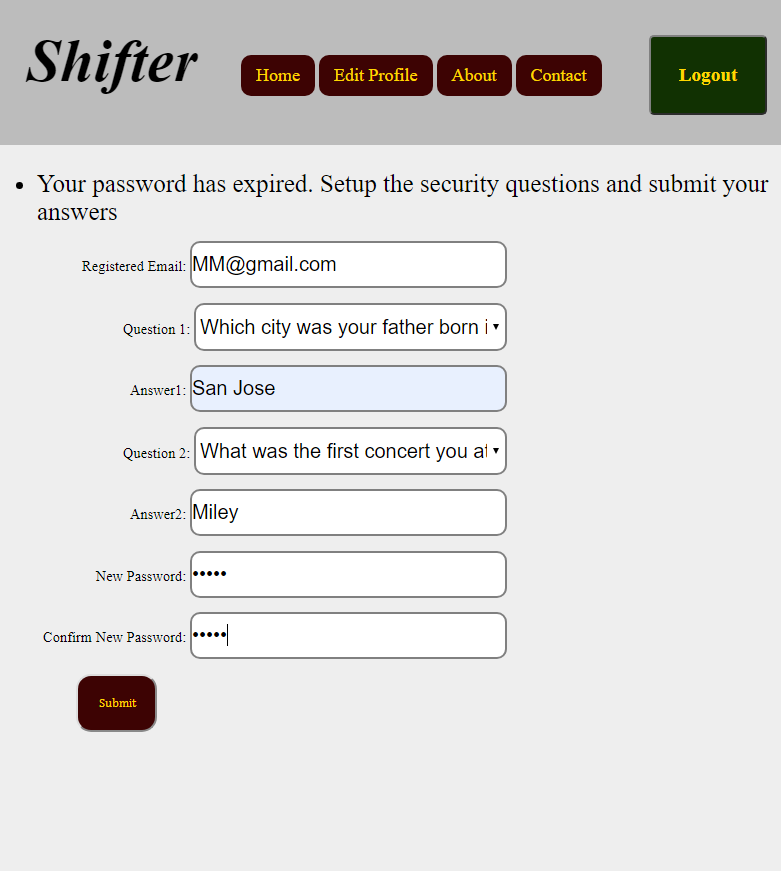 Shifter
Home Edit Profile About Contact
Logout
• Your password has expired. Setup the security questions and submit your
answers
Registered Email: MM@gmail.com
Question 1: Which city was your father born i
Answer1: San Jose
Question 2: What was the first concert you at
Answer2: Miley
New Password: •••••
Confirm New Password: •••••
Submit